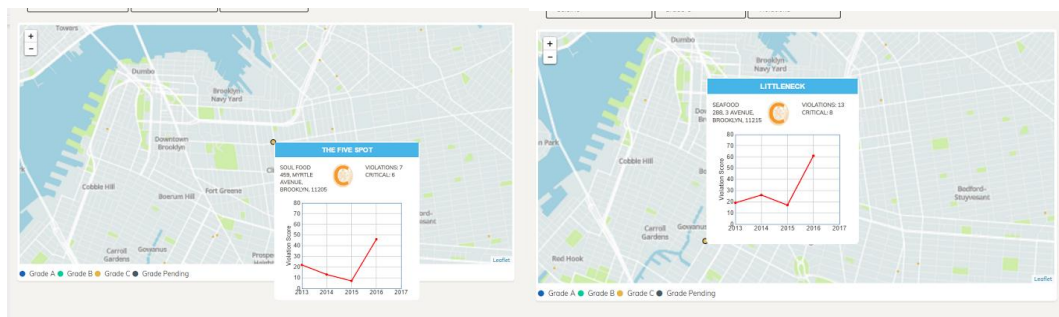 +
−
Towers
Dumbo
Brooklyn
Navy Yard
Downtown
Brooklyn
Cobble Hill
Boerum Hill
Fort Greene
Carroll
Gardens
Gowanus
Leaflet
THE FIVE SPOT
SOUL FOOD
459, MYRTLE
AVENUE,
BROOKLYN, 11205
C
VIOLATIONS: 7
CRITICAL: 6
Violation Score
80
70
60
50
40
30
20
10
0
2013 2014 2015 2016 2017
Grade A Grade B Grade C Grade Pending
+
−
Dumbo
Brooklyn
Navy Yard
Cobble Hill
Carroll
Gardens
Red Hook
Bedford-
Stuyvesant
Leaflet
LITTLENECK
SEAFOOD
288, 3 AVENUE,
BROOKLYN, 11215
C
VIOLATIONS: 13
CRITICAL: 8
Violation Score
80
70
60
50
40
30
20
10
0
2013 2014 2015 2016 2017
Grade A Grade B Grade C Grade Pending